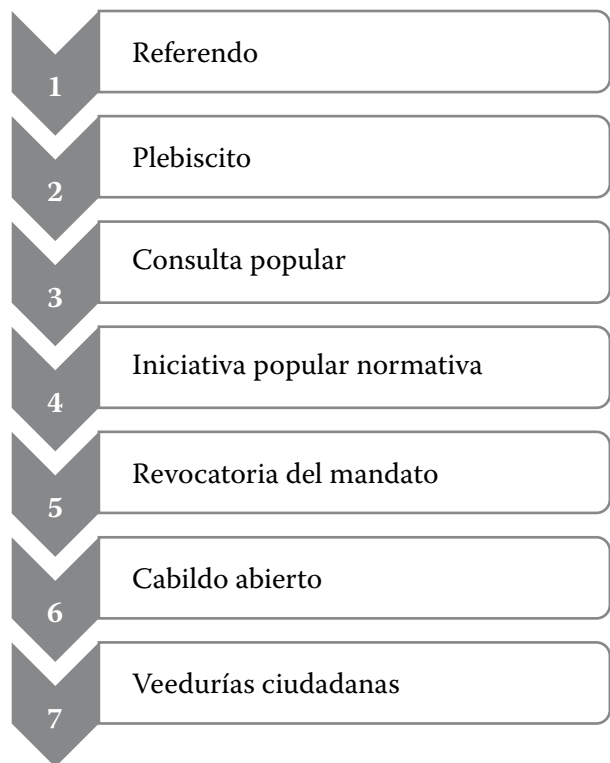 1 Referendo
2 Plebiscito
3 Consulta popular
4 Iniciativa popular normativa
5 Revocatoria del mandato
6 Cabildo abierto
7 Veedurías ciudadanas